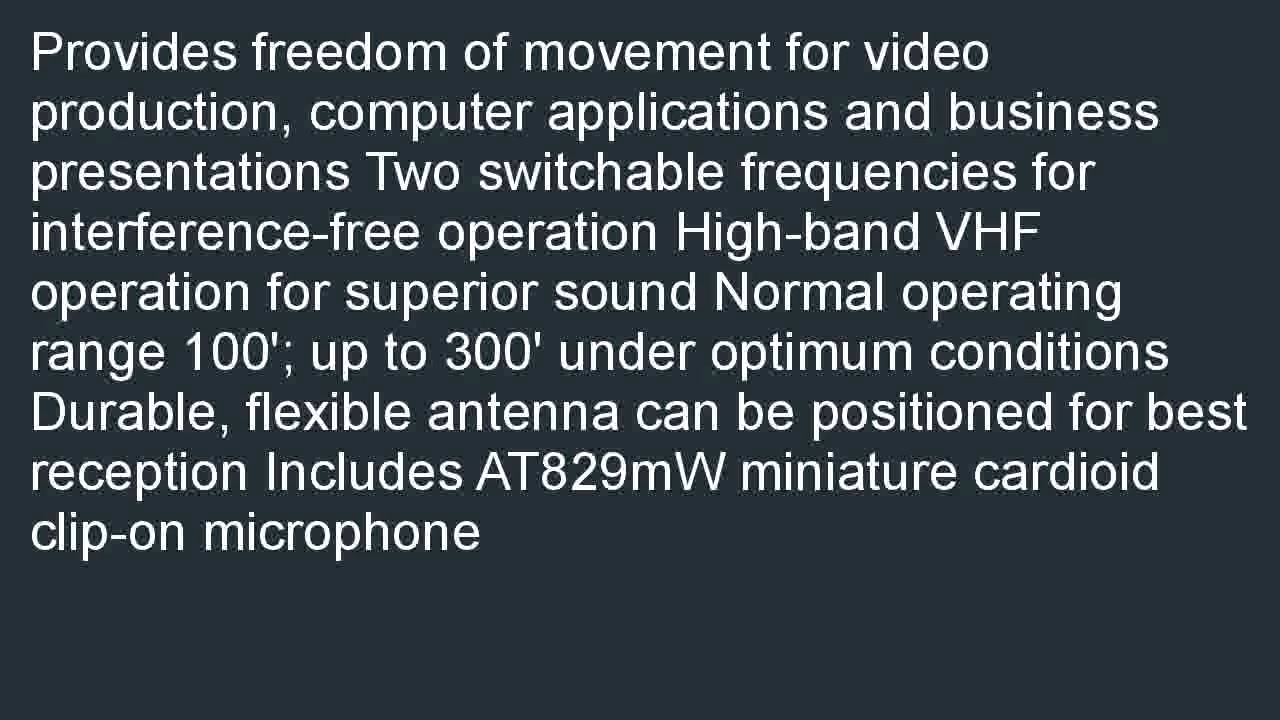 Provides freedom of movement for video
production, computer applications and business
presentations Two switchable frequencies for
interference-free operation High-band VHF
operation for superior sound Normal operating
range 100'; up to 300' under optimum conditions
Durable, flexible antenna can be positioned for best
reception Includes AT829mW miniature cardioid
clip-on microphone